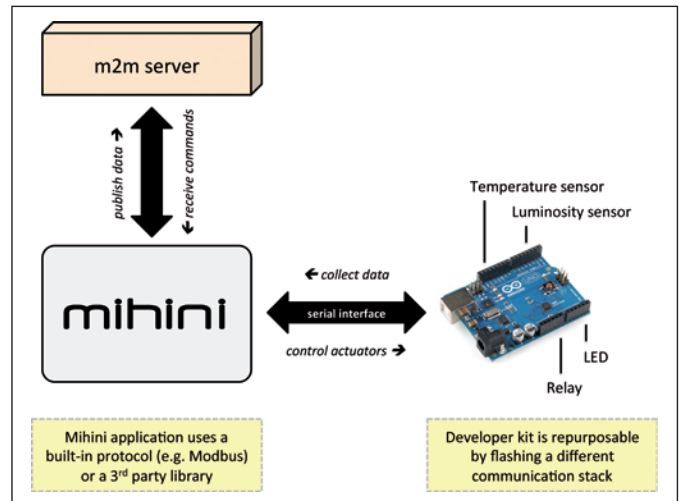 m2m server
publish data →
← receive commands
Temperature sensor
Luminosity sensor
← collect data
mihini
serial interface
control actuators →
LED
Relay
Mihini application uses a
built-in protocol (e.g. Modbus)
or a 3rd party library
Developer kit is repurposable
by flashing a different
communication stack